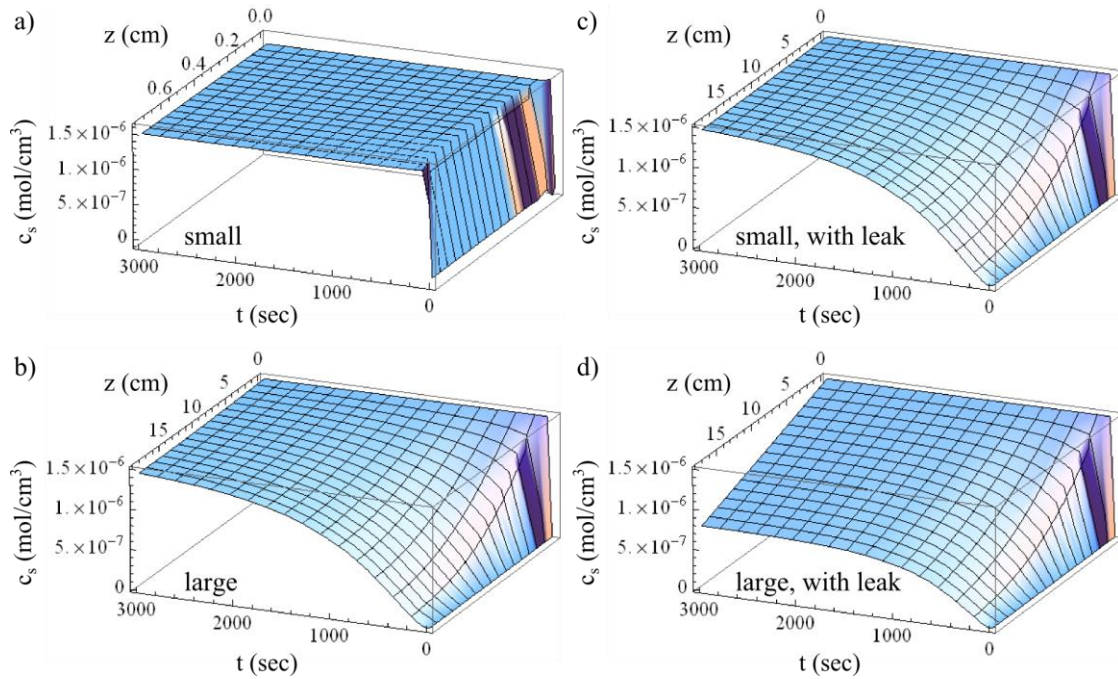 a)
0.0
z (cm)
0.2
0.4
0.6
1.5 × 10⁻⁶
1. × 10⁻⁶
5. × 10⁻⁷
0
cₛ (mol/cm³)
small
3000
2000
1000
0
t (sec)
b)
0
z (cm)
5
10
15
1.5 × 10⁻⁶
1. × 10⁻⁶
5. × 10⁻⁷
0
cₛ (mol/cm³)
large
3000
2000
1000
0
t (sec)
c)
0
z (cm)
5
10
15
1.5 × 10⁻⁶
1. × 10⁻⁶
5. × 10⁻⁷
0
cₛ (mol/cm³)
small, with leak
3000
2000
1000
0
t (sec)
d)
0
z (cm)
5
10
15
1.5 × 10⁻⁶
1. × 10⁻⁶
5. × 10⁻⁷
0
cₛ (mol/cm³)
large, with leak
3000
2000
1000
0
t (sec)